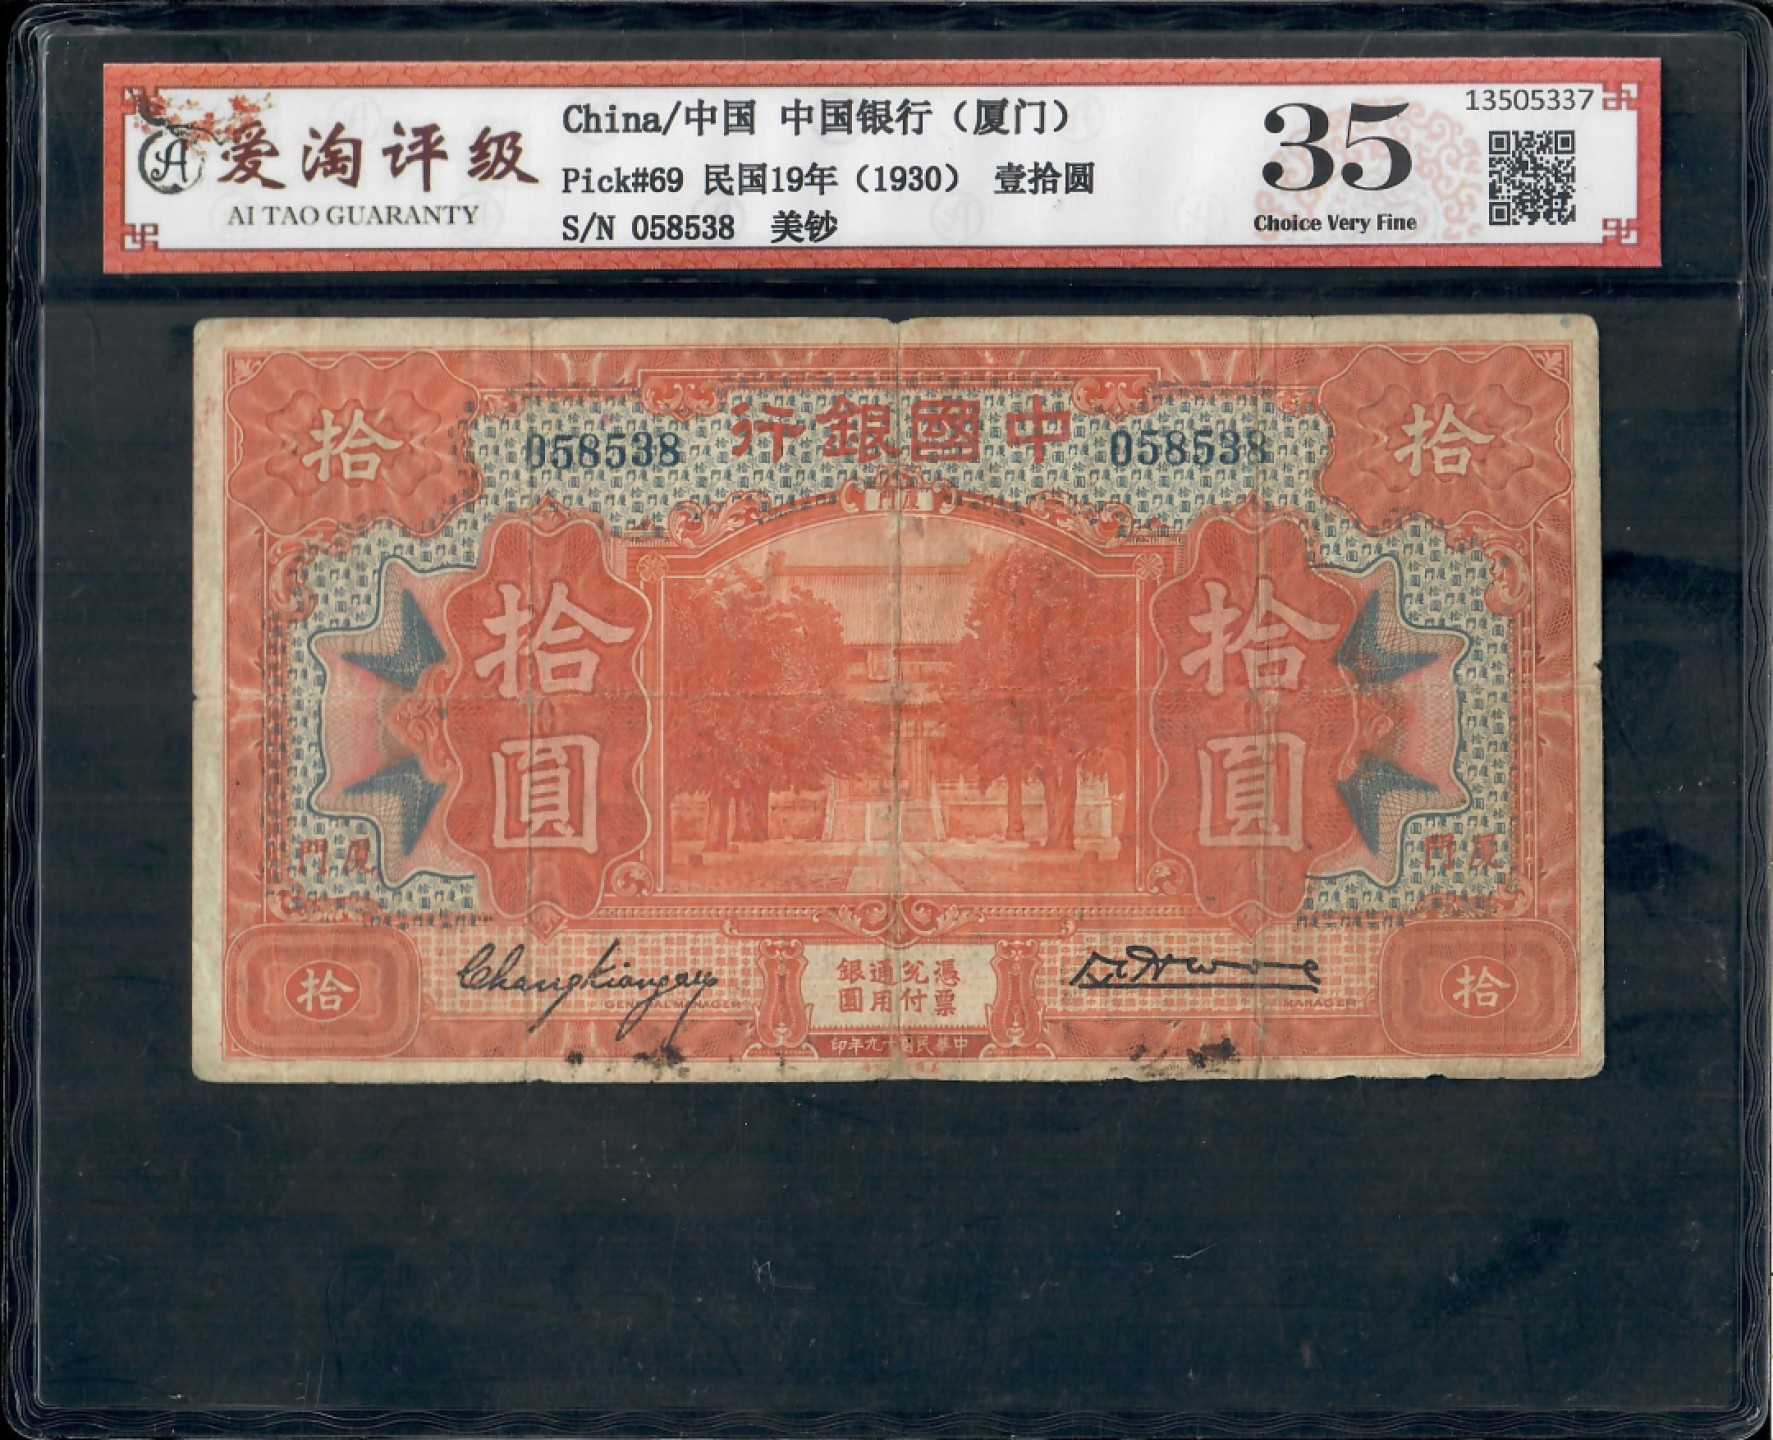 爱淘评级
AI TAO GUARANTY
China/中国 中国银行（厦门）
Pick#69 民国19年（1930） 壹拾圆
S/N 058538 美钞
35
Choice Very Fine
13505337
拾
行銀國中
拾
058538
058538
門厦
拾圓
拾圓
門厦
門厦
拾
GENERAL MANAGER
憑票
兌付
通用
銀圓
MANAGER
拾
印年九十國民華中